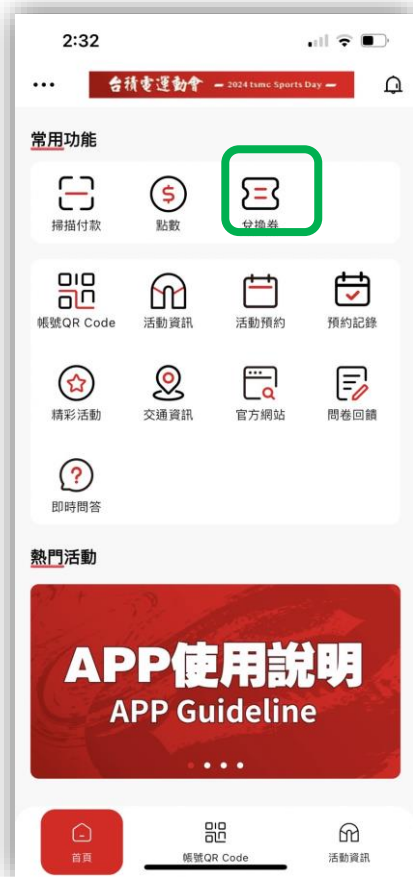 2:32
台積電運動會 — 2024 tsmc Sports Day —
常用功能
掃描付款 點數 兌換券
帳號QR Code 活動資訊 活動預約 預約記錄
精彩活動 交通資訊 官方網站 問卷回饋
即時問答
熱門活動
APP使用說明
APP Guideline
首頁 帳號QR Code 活動資訊